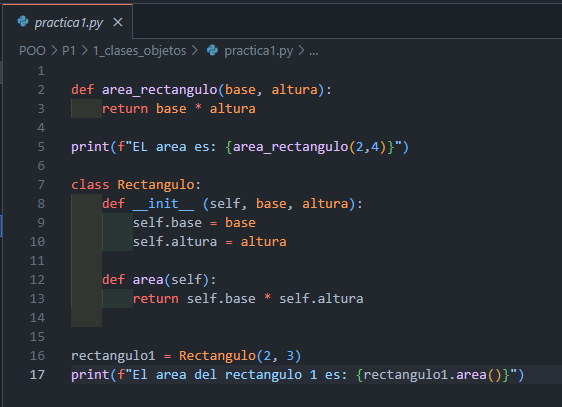 practica1.py ×
POO > P1 > 1_clases_objetos > practica1.py > ...
1
2 def area_rectangulo(base, altura):
3     return base * altura
4
5 print(f"EL area es: {area_rectangulo(2,4)}")
6
7 class Rectangulo:
8     def __init__ (self, base, altura):
9         self.base = base
10         self.altura = altura
11
12     def area(self):
13         return self.base * self.altura
14
15
16 rectangulo1 = Rectangulo(2, 3)
17 print(f"El area del rectangulo 1 es: {rectangulo1.area()}")